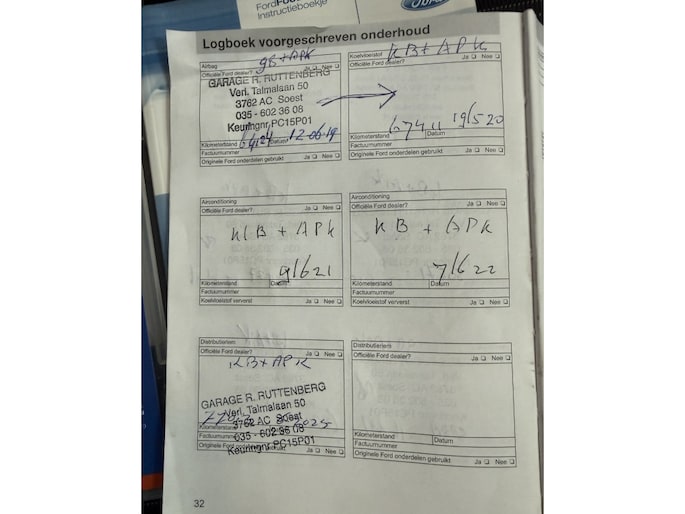 FordFoc
Instructieboekje
Ford
Logboek voorgeschreven onderhoud
Airbag
gB + APK
Officiële Ford dealer? Ja ❏ Nee ❏
GARAGE R. RUTTENBERG
Verl. Talmalaan 50
3762 AC Soest
035 - 602 36 08
Keuringnr PC15P01
Kilometerstand Datum 12.06.19
Factuurnummer
Originele Ford onderdelen gebruikt Ja ❏ Nee ❏
Koelvloeistof
KB + APK
Officiële Ford dealer? Ja ❏ Nee ❏
67411 19/5 20
Kilometerstand Datum
Factuurnummer
Originele Ford onderdelen gebruikt Ja ❏ Nee ❏
Airconditioning
Officiële Ford dealer? Ja ❏ Nee ❏
KB + APK
9/6 21
Kilometerstand Datum
Factuurnummer
Koelvloeistof ververst Ja ❏ Nee ❏
Airconditioning
Officiële Ford dealer? Ja ❏ Nee ❏
KB + APK
7/6 22
Kilometerstand Datum
Factuurnummer
Koelvloeistof ververst Ja ❏ Nee ❏
Distributieriem
Officiële Ford dealer? Ja ❏ Nee ❏
KB + APK
GARAGE R. RUTTENBERG
Verl. Talmalaan 50
3762 AC Soest
Kilometerstand
035 - 602 36 08
Factuurnummer
Keuringnr PC15P01
Originele Ford onderdelen gebruikt Ja ❏ Nee ❏
Distributieriem
Officiële Ford dealer? Ja ❏ Nee ❏
Kilometerstand Datum
Factuurnummer
Originele Ford onderdelen gebruikt Ja ❏ Nee ❏
32